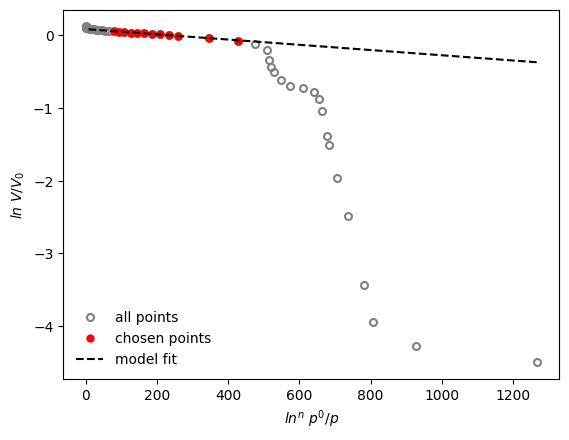 0
−1
−2
−3
−4
ln V/V₀
all points
chosen points
model fit
0 200 400 600 800 1000 1200
lnⁿ p⁰/p